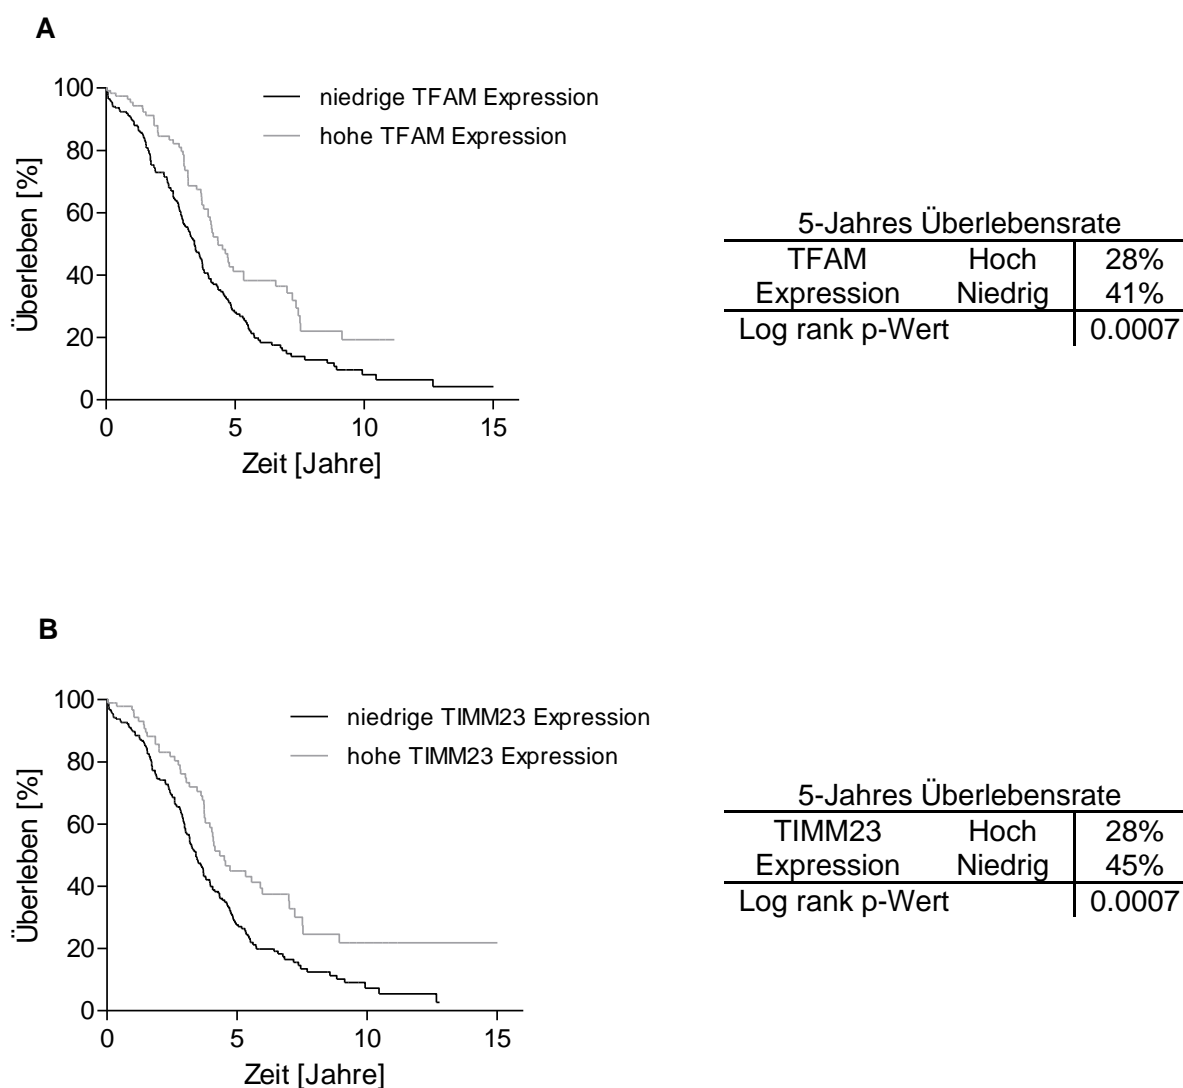 A
niedrige TFAM Expression
hohe TFAM Expression
100
80
60
40
20
0
Überleben [%]
0 5 10 15
Zeit [Jahre]
5-Jahres Überlebensrate
TFAM Hoch 28%
Expression Niedrig 41%
Log rank p-Wert 0.0007
B
niedrige TIMM23 Expression
hohe TIMM23 Expression
100
80
60
40
20
0
Überleben [%]
0 5 10 15
Zeit [Jahre]
5-Jahres Überlebensrate
TIMM23 Hoch 28%
Expression Niedrig 45%
Log rank p-Wert 0.0007